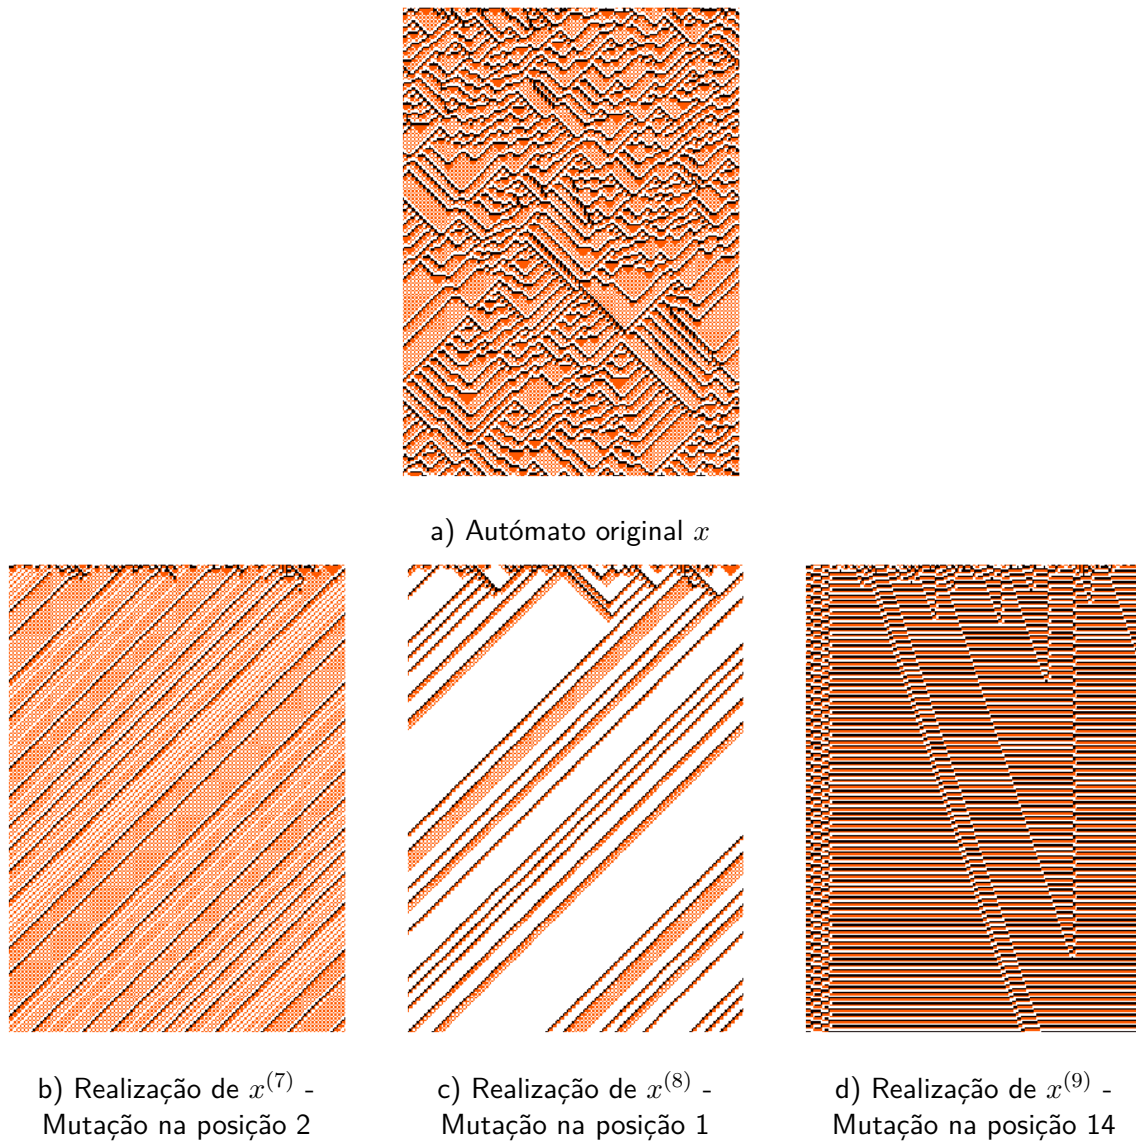 a) Autómato original x
b) Realização de x^(7) -
Mutação na posição 2
c) Realização de x^(8) -
Mutação na posição 1
d) Realização de x^(9) -
Mutação na posição 14